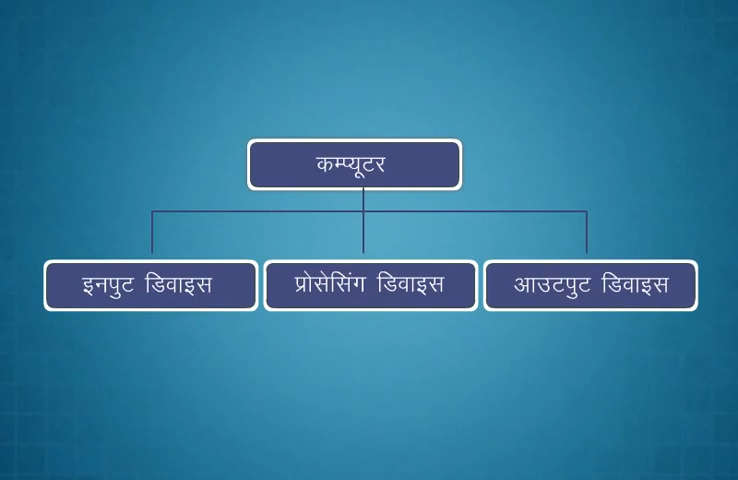 कम्प्यूटर
इनपुट डिवाइस
प्रोसेसिंग डिवाइस
आउटपुट डिवाइस